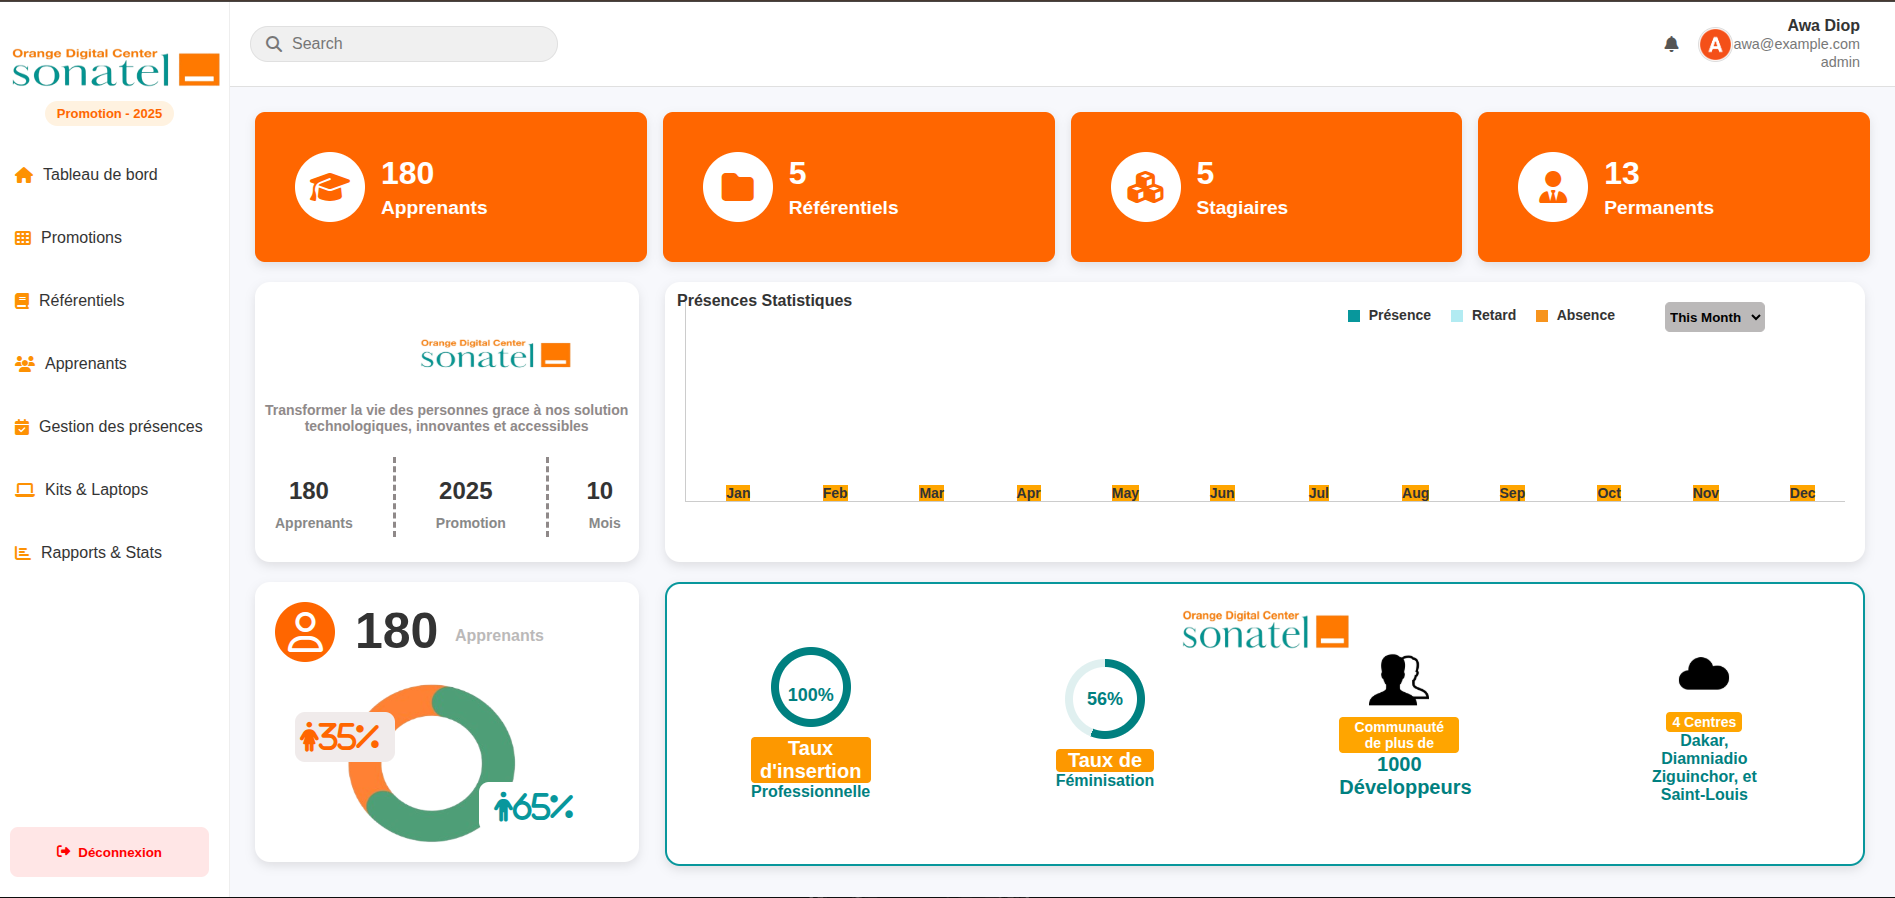 Orange Digital Center
sonatel
Promotion - 2025
Tableau de bord
Promotions
Référentiels
Apprenants
Gestion des présences
Kits & Laptops
Rapports & Stats
Déconnexion
Search
Awa Diop
A
awa@example.com
admin
180
Apprenants
5
Référentiels
5
Stagiaires
13
Permanents
Orange Digital Center
sonatel
Transformer la vie des personnes grace à nos solution
technologiques, innovantes et accessibles
180
2025
10
Apprenants
Promotion
Mois
Présences Statistiques
Présence
Retard
Absence
This Month
Jan
Feb
Mar
Apr
May
Jun
Jul
Aug
Sep
Oct
Nov
Dec
180
Apprenants
35%
65%
Orange Digital Center
sonatel
100%
Taux
d'insertion
Professionnelle
56%
Taux de
Féminisation
Communauté
de plus de
1000
Développeurs
4 Centres
Dakar,
Diamniadio
Ziguinchor, et
Saint-Louis